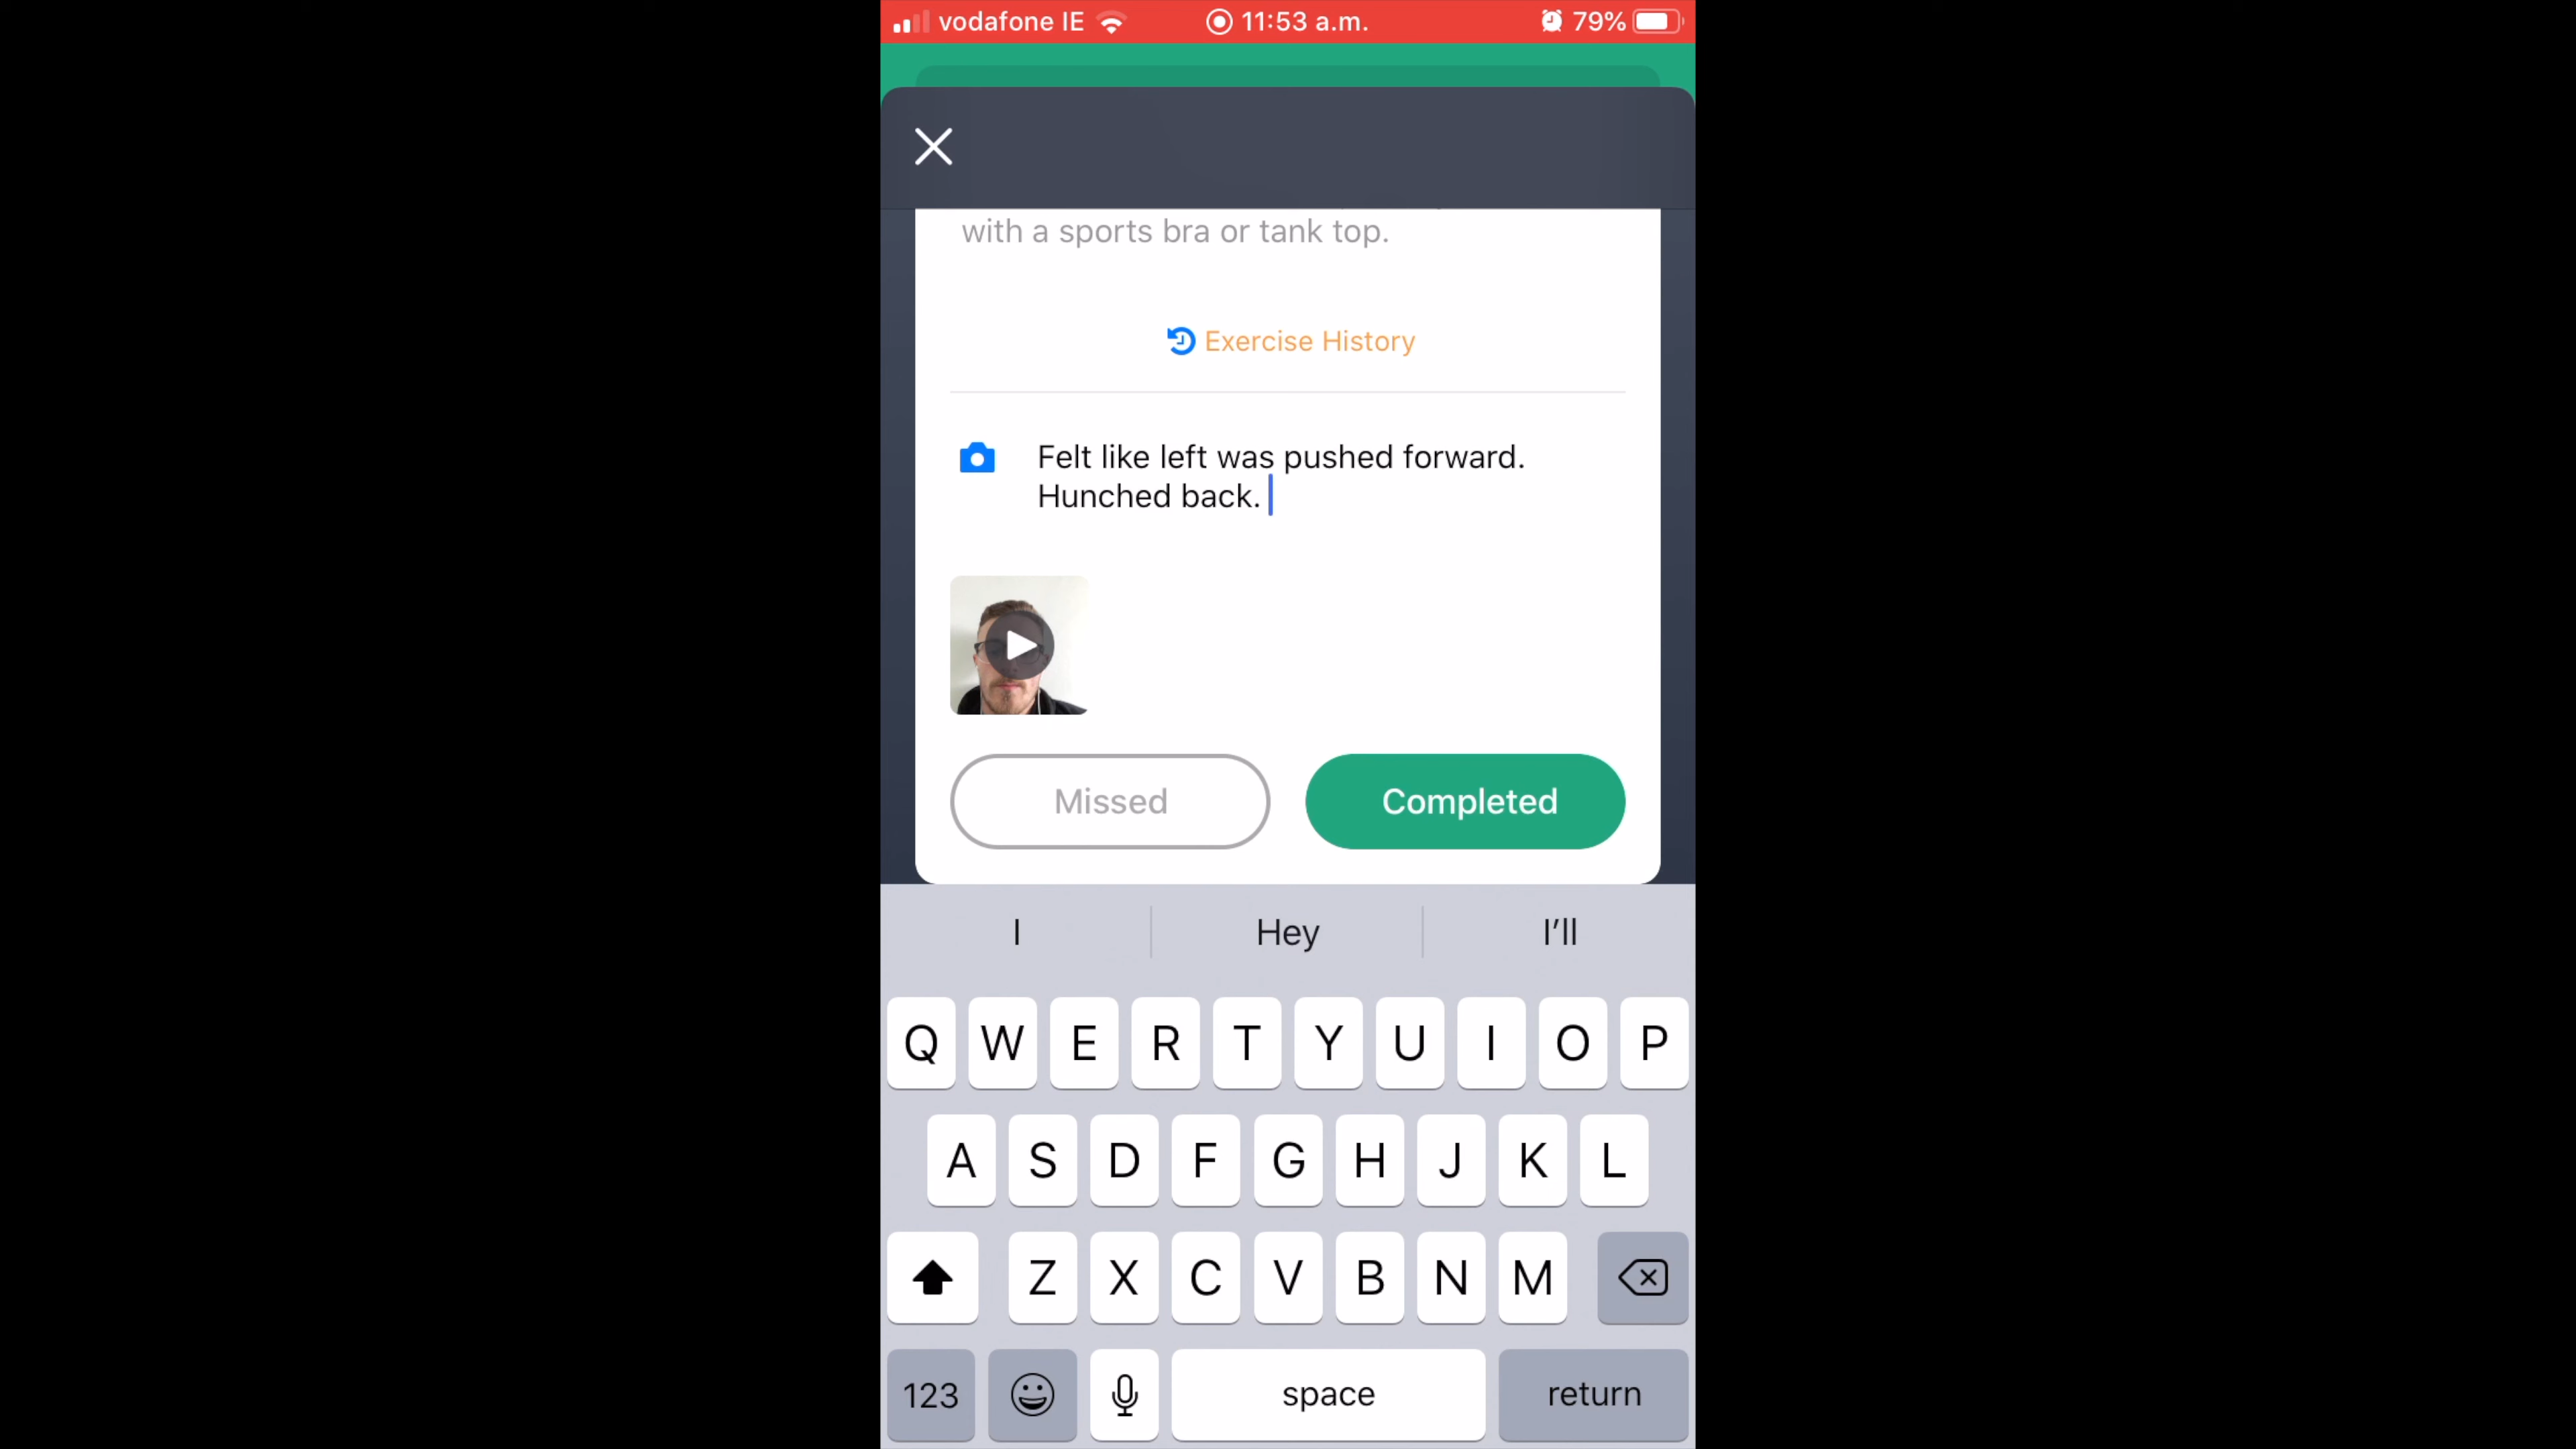 vodafone IE 11:53 a.m. 79%
with a sports bra or tank top.
Exercise History
Felt like left was pushed forward.
Hunched back.
Missed Completed
I Hey I'll
Q W E R T Y U I O P
A S D F G H J K L
Z X C V B N M
123 space return